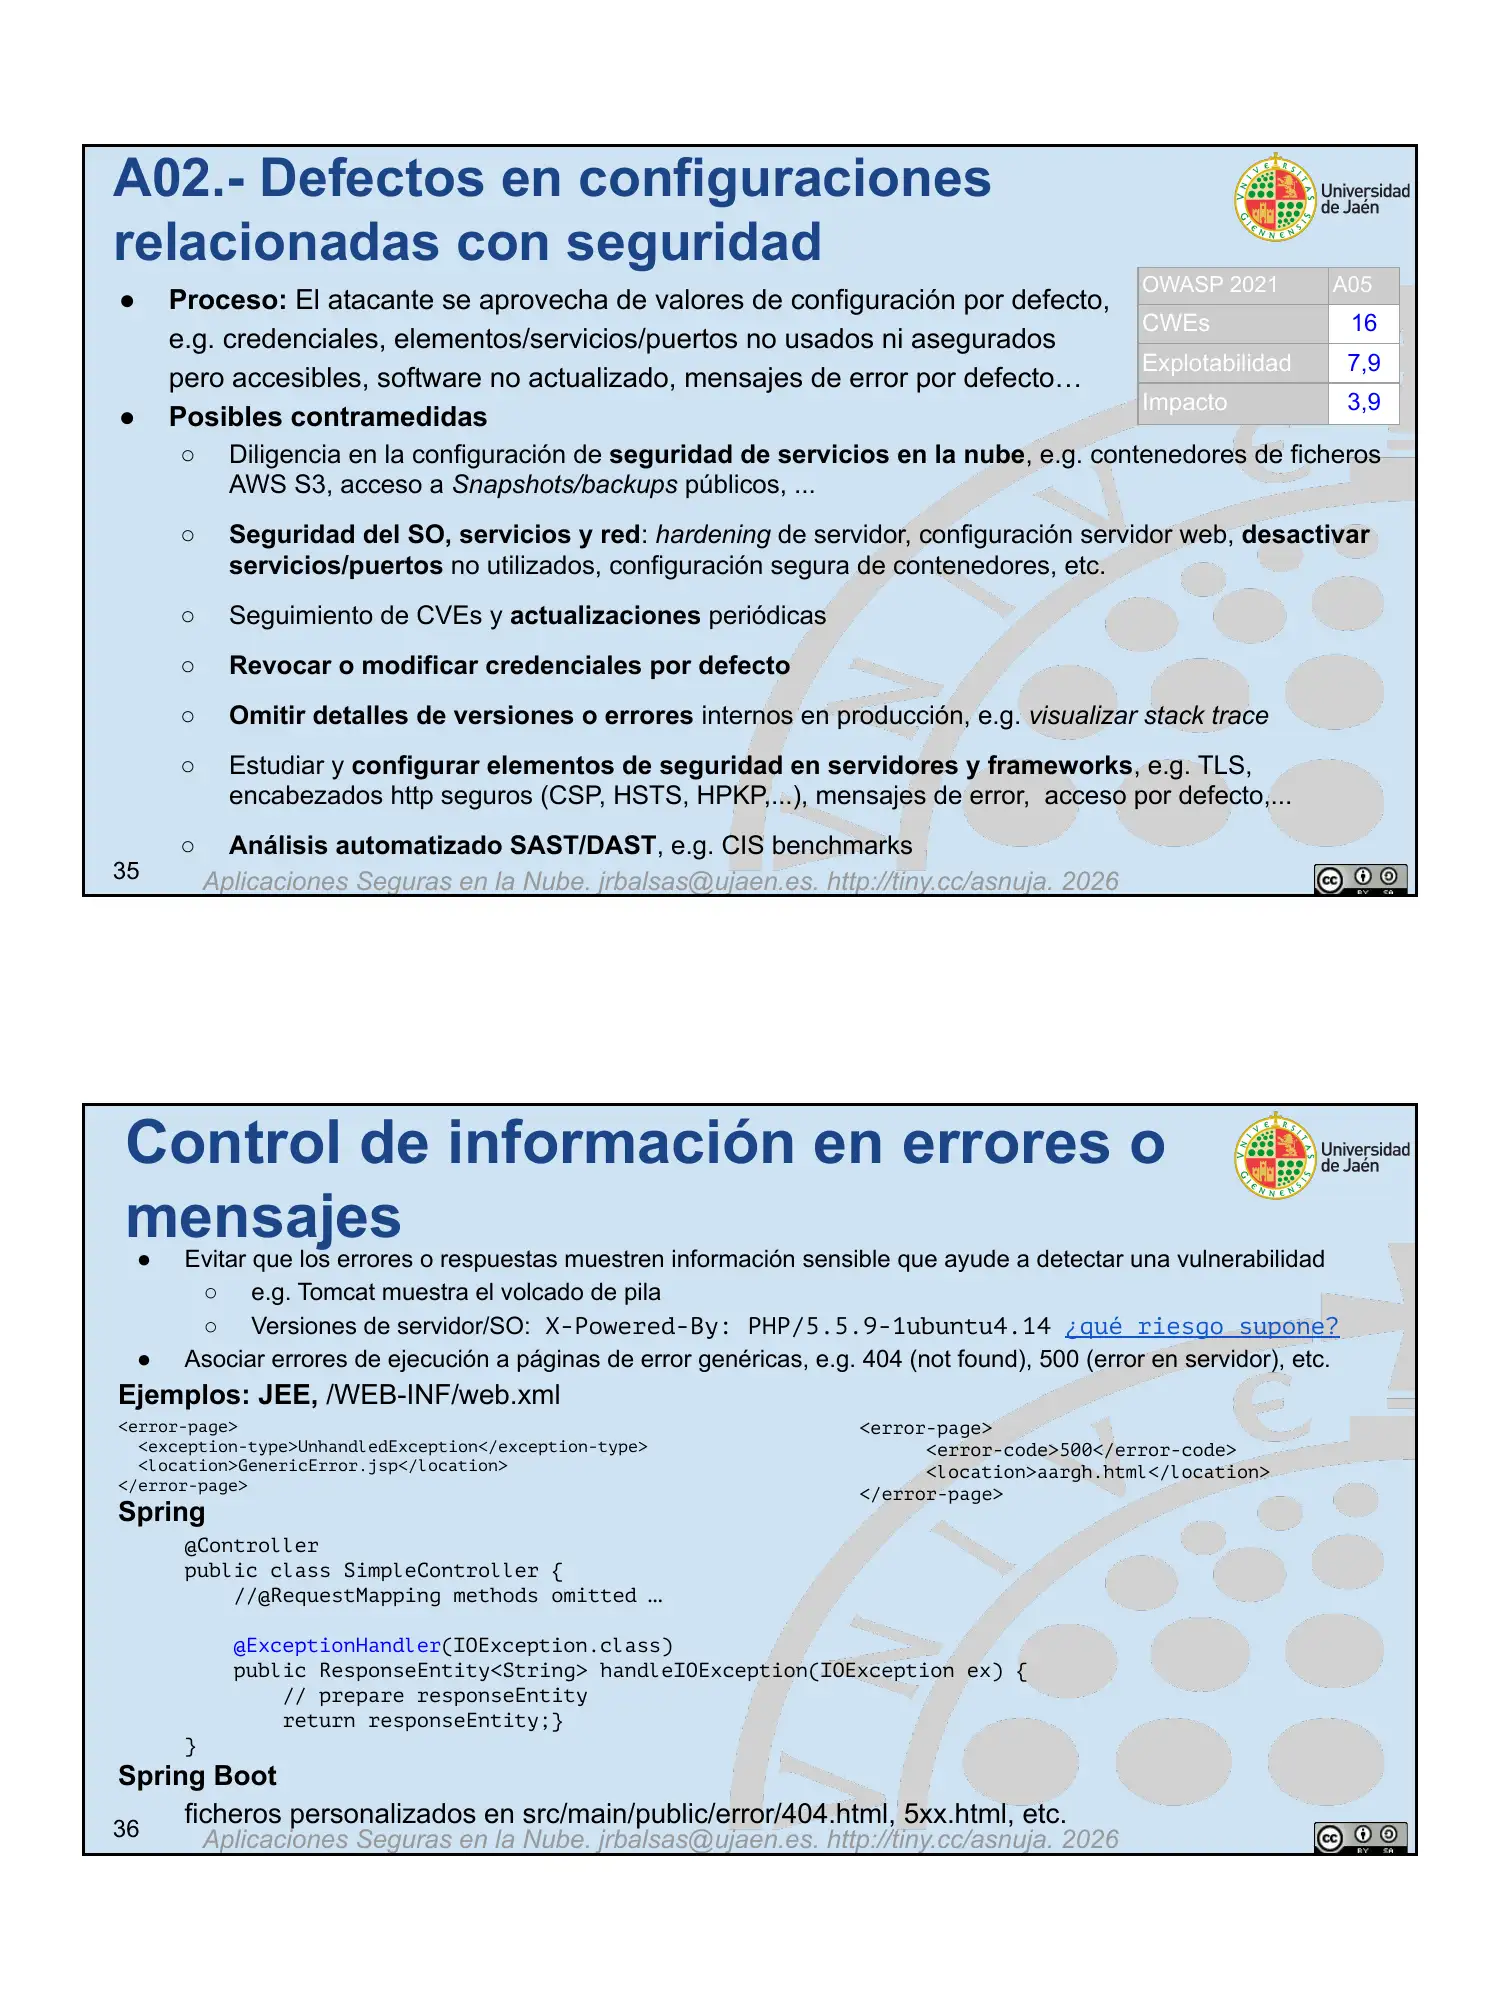 A02.- Defectos en configuraciones
relacionadas con seguridad
Universidad
de Jaén
OWASP 2021 A05
CWEs 16
Explotabilidad 7,9
Impacto 3,9
● Proceso: El atacante se aprovecha de valores de configuración por defecto,
e.g. credenciales, elementos/servicios/puertos no usados ni asegurados
pero accesibles, software no actualizado, mensajes de error por defecto…
● Posibles contramedidas
○ Diligencia en la configuración de seguridad de servicios en la nube, e.g. contenedores de ficheros
AWS S3, acceso a Snapshots/backups públicos, ...
○ Seguridad del SO, servicios y red: hardening de servidor, configuración servidor web, desactivar
servicios/puertos no utilizados, configuración segura de contenedores, etc.
○ Seguimiento de CVEs y actualizaciones periódicas
○ Revocar o modificar credenciales por defecto
○ Omitir detalles de versiones o errores internos en producción, e.g. visualizar stack trace
○ Estudiar y configurar elementos de seguridad en servidores y frameworks, e.g. TLS,
encabezados http seguros (CSP, HSTS, HPKP,...), mensajes de error, acceso por defecto,...
○ Análisis automatizado SAST/DAST, e.g. CIS benchmarks
35
Aplicaciones Seguras en la Nube. jrbalsas@ujaen.es. http://tiny.cc/asnuja. 2026
cc BY SA
Control de información en errores o
mensajes
Universidad
de Jaén
● Evitar que los errores o respuestas muestren información sensible que ayude a detectar una vulnerabilidad
○ e.g. Tomcat muestra el volcado de pila
○ Versiones de servidor/SO: X-Powered-By: PHP/5.5.9-1ubuntu4.14 ¿qué riesgo supone?
● Asociar errores de ejecución a páginas de error genéricas, e.g. 404 (not found), 500 (error en servidor), etc.
Ejemplos: JEE, /WEB-INF/web.xml
<error-page>
<exception-type>UnhandledException</exception-type>
<location>GenericError.jsp</location>
</error-page>
<error-page>
<error-code>500</error-code>
<location>aargh.html</location>
</error-page>
Spring
@Controller
public class SimpleController {
//@RequestMapping methods omitted …
@ExceptionHandler(IOException.class)
public ResponseEntity<String> handleIOException(IOException ex) {
// prepare responseEntity
return responseEntity;}
}
Spring Boot
ficheros personalizados en src/main/public/error/404.html, 5xx.html, etc.
36
Aplicaciones Seguras en la Nube. jrbalsas@ujaen.es. http://tiny.cc/asnuja. 2026
cc BY SA